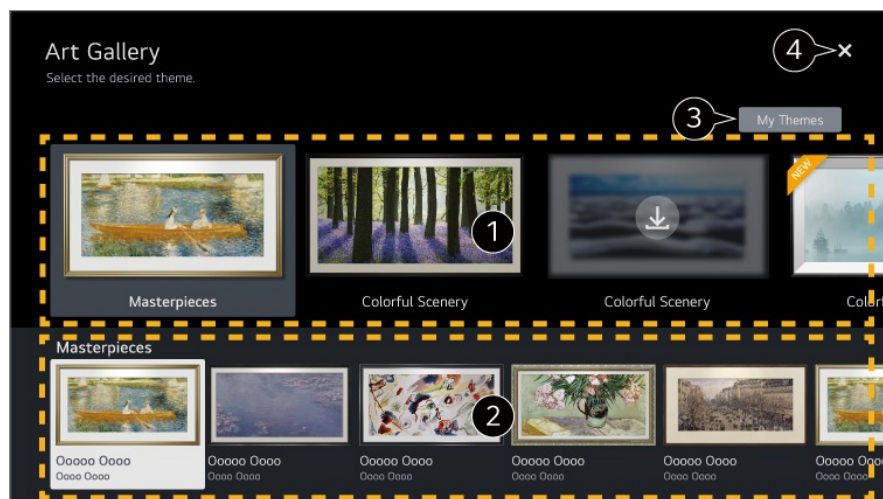 Art Gallery
Select the desired theme.
4
3
My Themes
NEW
1
Masterpieces
Colorful Scenery
Colorful Scenery
Masterpieces
2
Ooooo Oooo
Ooooo Oooo
Ooooo Oooo
Ooooo Oooo
Ooooo Oooo
Oooo Oooo
Oooo Oooo
Oooo Oooo
Oooo Oooo
Oooo Oooo
Oooo Oooo